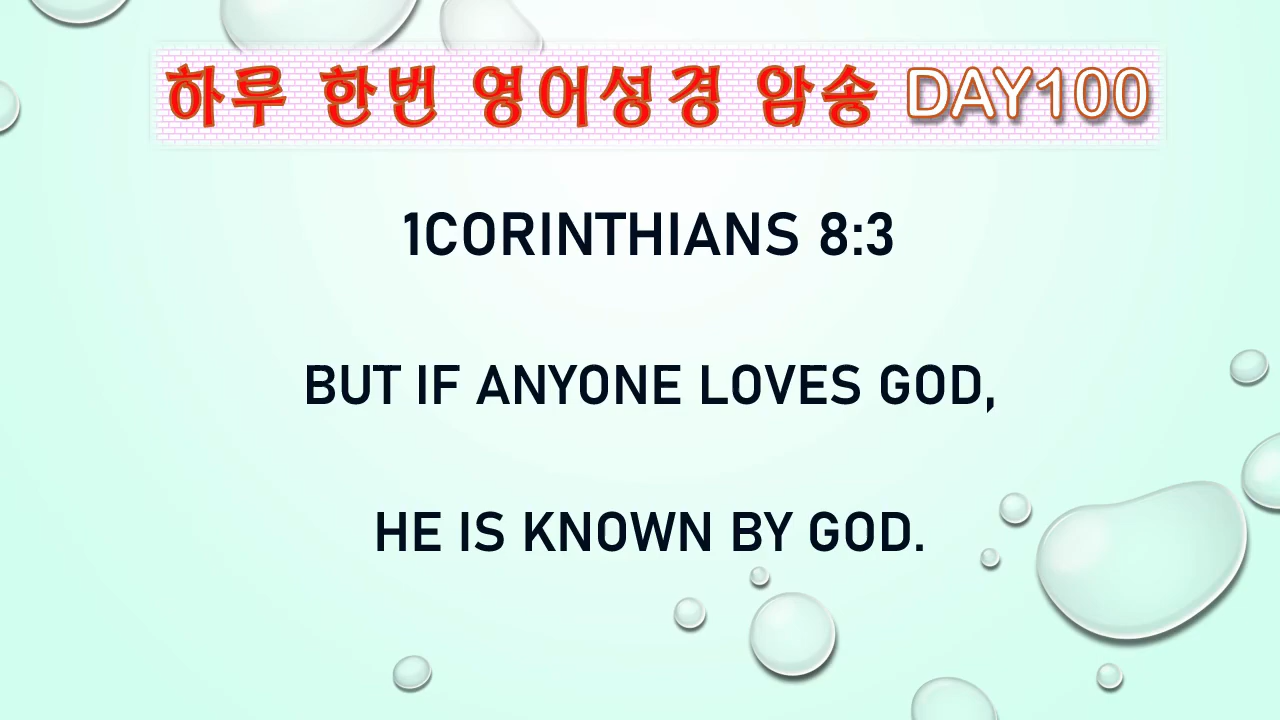 하루 한번 영어성경 암송 DAY100
1CORINTHIANS 8:3
BUT IF ANYONE LOVES GOD,
HE IS KNOWN BY GOD.